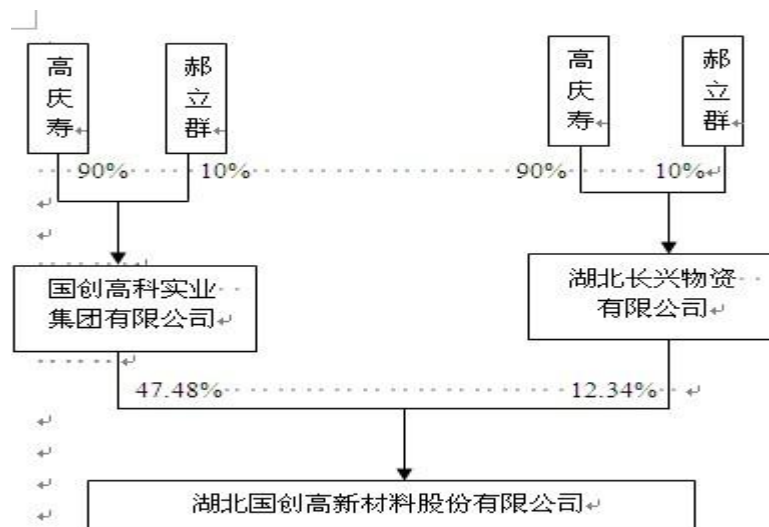 高庆寿
郝立群
高庆寿
郝立群
90%
10%
90%
10%
国创高科实业
集团有限公司
湖北长兴物资
有限公司
47.48%
12.34%
湖北国创高新材料股份有限公司